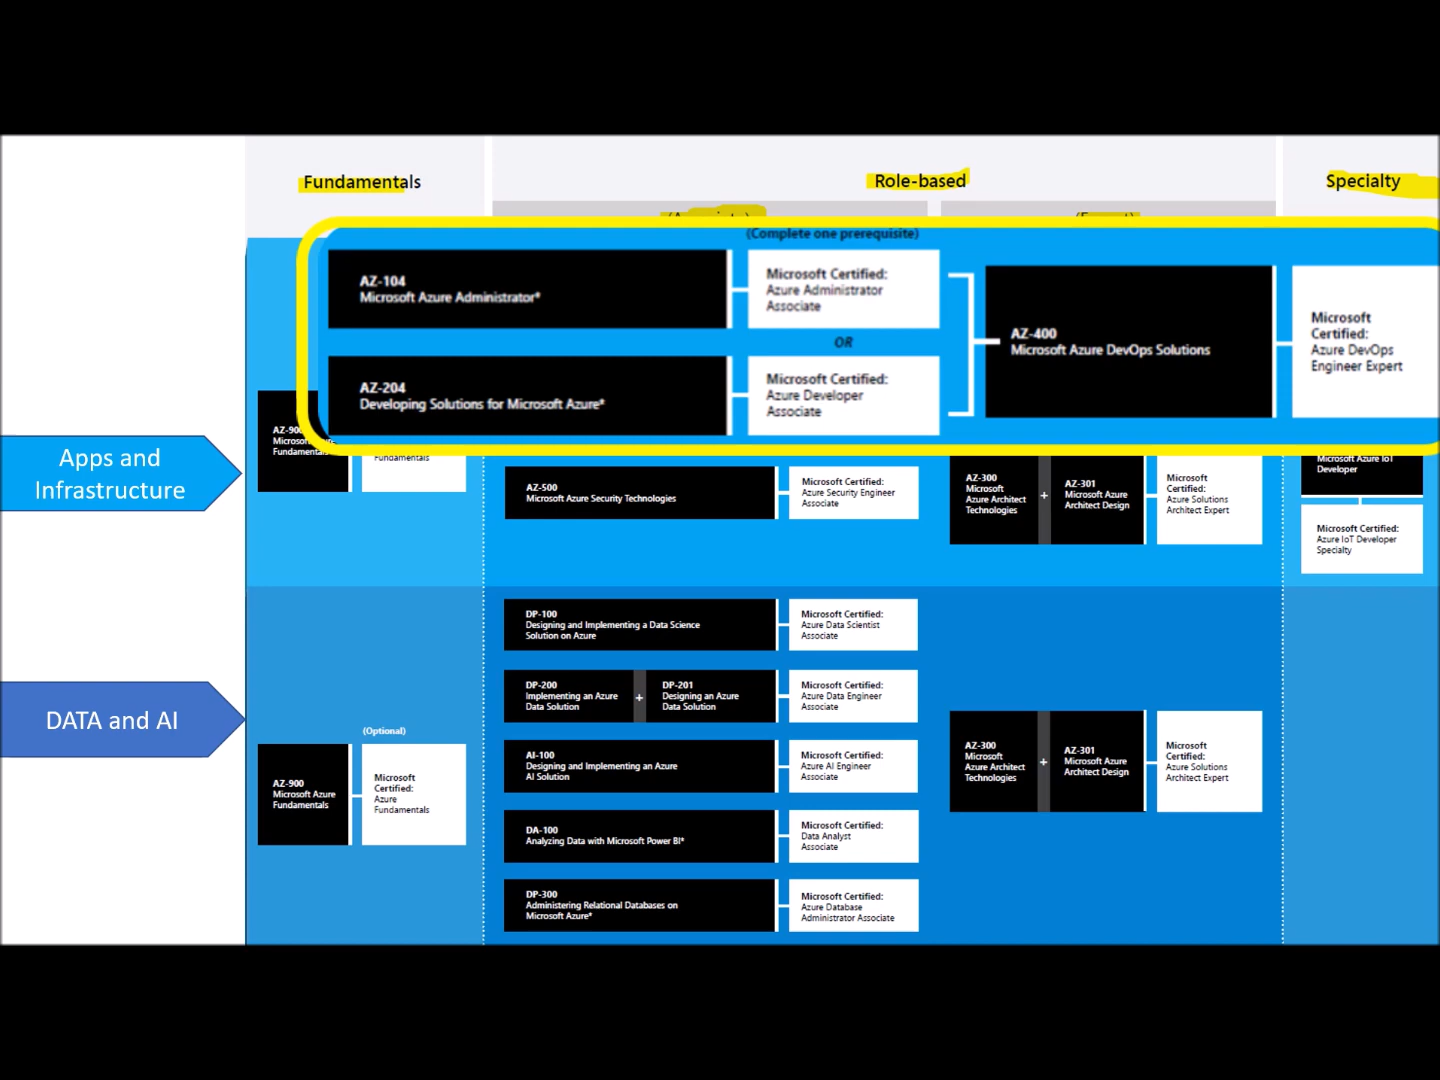 Fundamentals
Role-based
Specialty
(Complete one prerequisite)
AZ-104
Microsoft Azure Administrator*
Microsoft Certified:
Azure Administrator
Associate
OR
AZ-204
Developing Solutions for Microsoft Azure*
Microsoft Certified:
Azure Developer
Associate
AZ-400
Microsoft Azure DevOps Solutions
Microsoft
Certified:
Azure DevOps
Engineer Expert
Apps and
Infrastructure
Fundamentals
Fundamentals
AZ-500
Microsoft Azure Security Technologies
Microsoft Certified:
Azure Security Engineer
Associate
AZ-300
Microsoft
Azure Architect
Technologies
+
AZ-301
Microsoft Azure
Architect Design
Microsoft
Certified:
Azure Solutions
Architect Expert
Microsoft Azure IoT
Developer
Microsoft Certified:
Azure IoT Developer
Specialty
DATA and AI
(Optional)
AZ-900
Microsoft Azure
Fundamentals
Microsoft
Certified:
Azure
Fundamentals
DP-100
Designing and Implementing a Data Science
Solution on Azure
Microsoft Certified:
Azure Data Scientist
Associate
DP-200
Implementing an Azure
Data Solution
+
DP-201
Designing an Azure
Data Solution
Microsoft Certified:
Azure Data Engineer
Associate
AI-100
Designing and Implementing an Azure
AI Solution
Microsoft Certified:
Azure AI Engineer
Associate
DA-100
Analyzing Data with Microsoft Power BI*
Microsoft Certified:
Data Analyst
Associate
DP-300
Administering Relational Databases on
Microsoft Azure*
Microsoft Certified:
Azure Database
Administrator Associate
AZ-300
Microsoft
Azure Architect
Technologies
+
AZ-301
Microsoft Azure
Architect Design
Microsoft
Certified:
Azure Solutions
Architect Expert